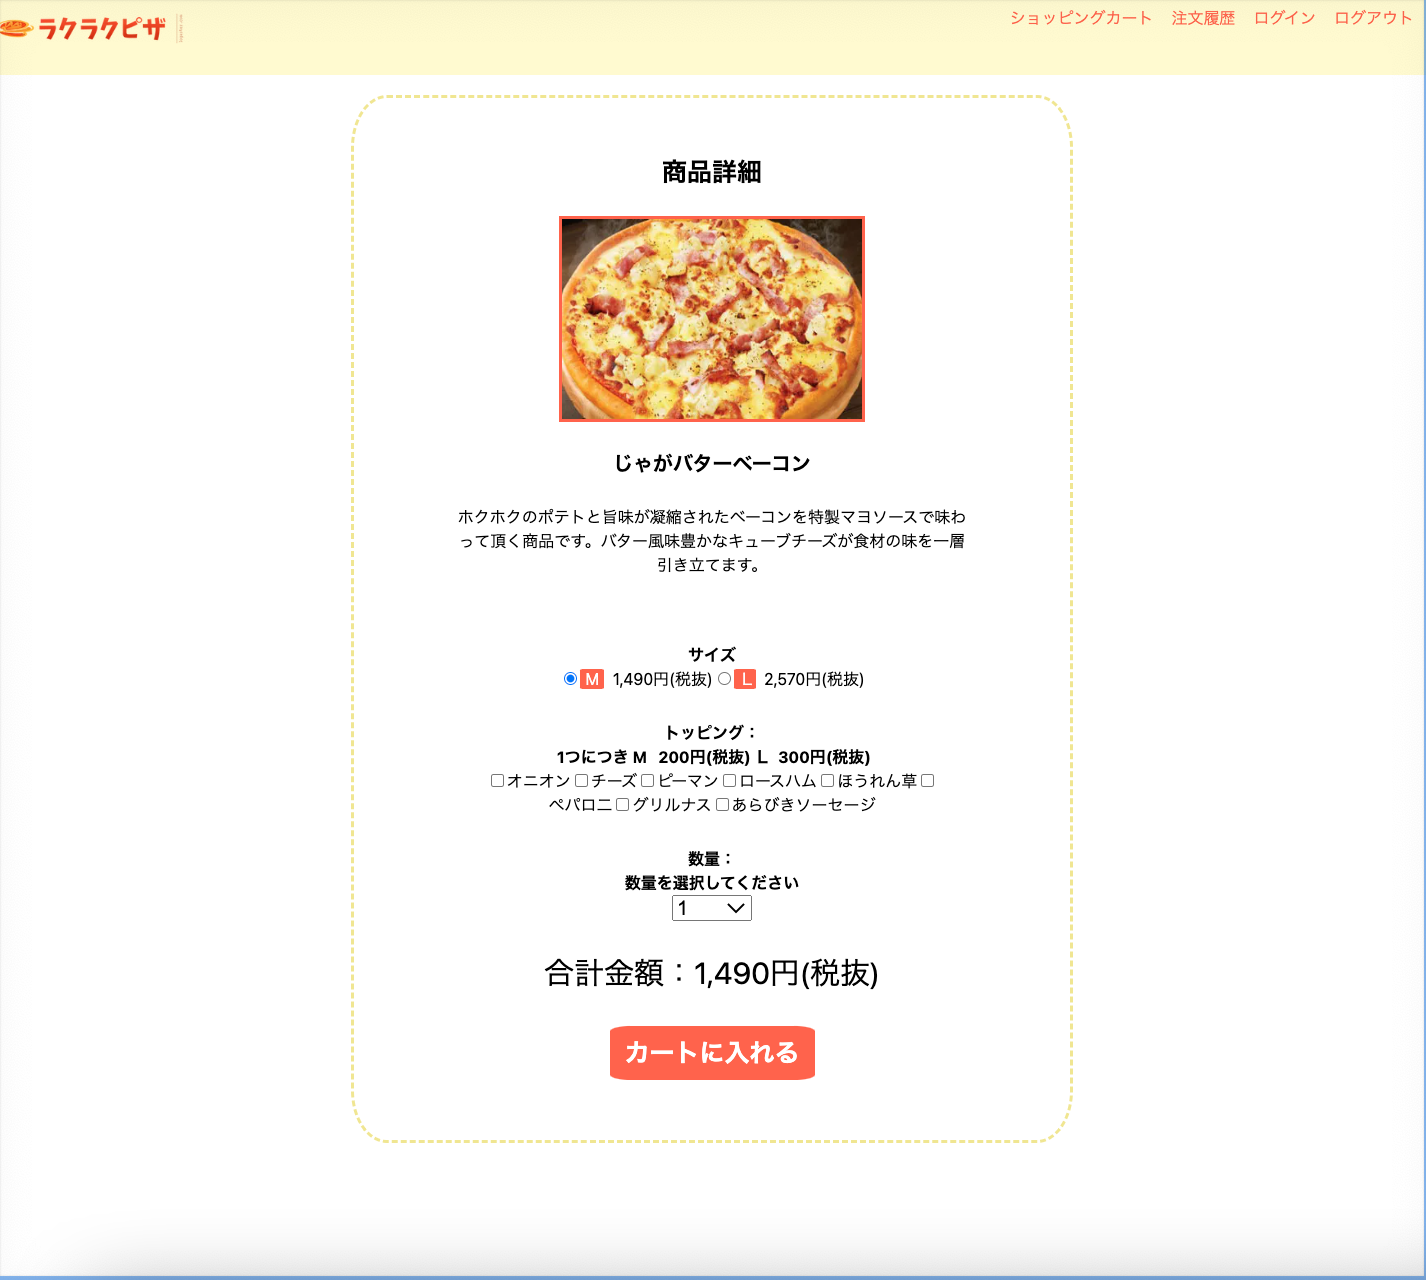 ラクラクピザ
ショッピングカート 注文履歴 ログイン ログアウト
商品詳細
じゃがバターベーコン
ホクホクのポテトと旨味が凝縮されたベーコンを特製マヨソースで味わ
って頂く商品です。バター風味豊かなキューブチーズが食材の味を一層
引き立てます。
サイズ
M 1,490円(税抜) L 2,570円(税抜)
トッピング：
1つにつき M 200円(税抜) L 300円(税抜)
オニオン チーズ ピーマン ロースハム ほうれん草
ペパロニ グリルナス あらびきソーセージ
数量：
数量を選択してください
1
合計金額：1,490円(税抜)
カートに入れる